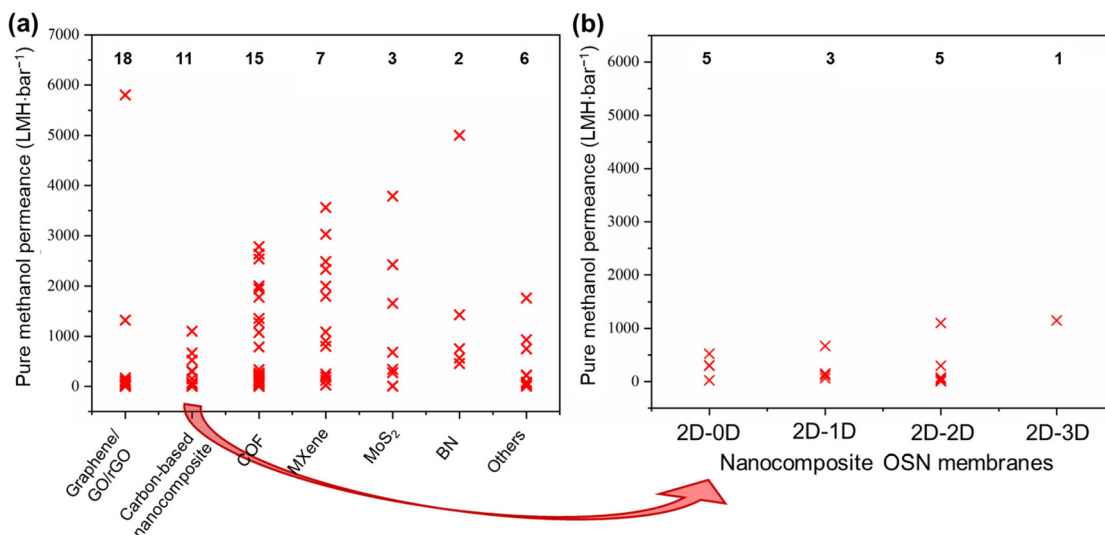 (a)
Pure methanol permeance (LMH·bar⁻¹)
7000
6000
5000
4000
3000
2000
1000
0
18 11 15 7 3 2 6
Graphene/
GO/rGO
Carbon-based
nanocomposite
COF
MXene
MoS₂
BN
Others
(b)
Pure methanol permeance (LMH·bar⁻¹)
6000
5000
4000
3000
2000
1000
0
5 3 5 1
2D-0D 2D-1D 2D-2D 2D-3D
Nanocomposite OSN membranes